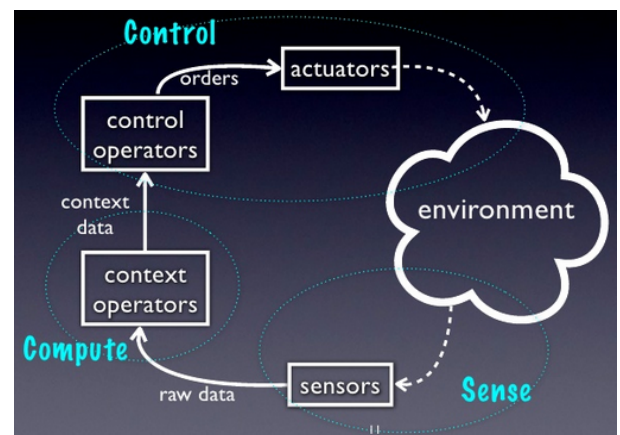 Control
orders
actuators
control
operators
context
data
environment
context
operators
Compute
raw data
sensors
Sense